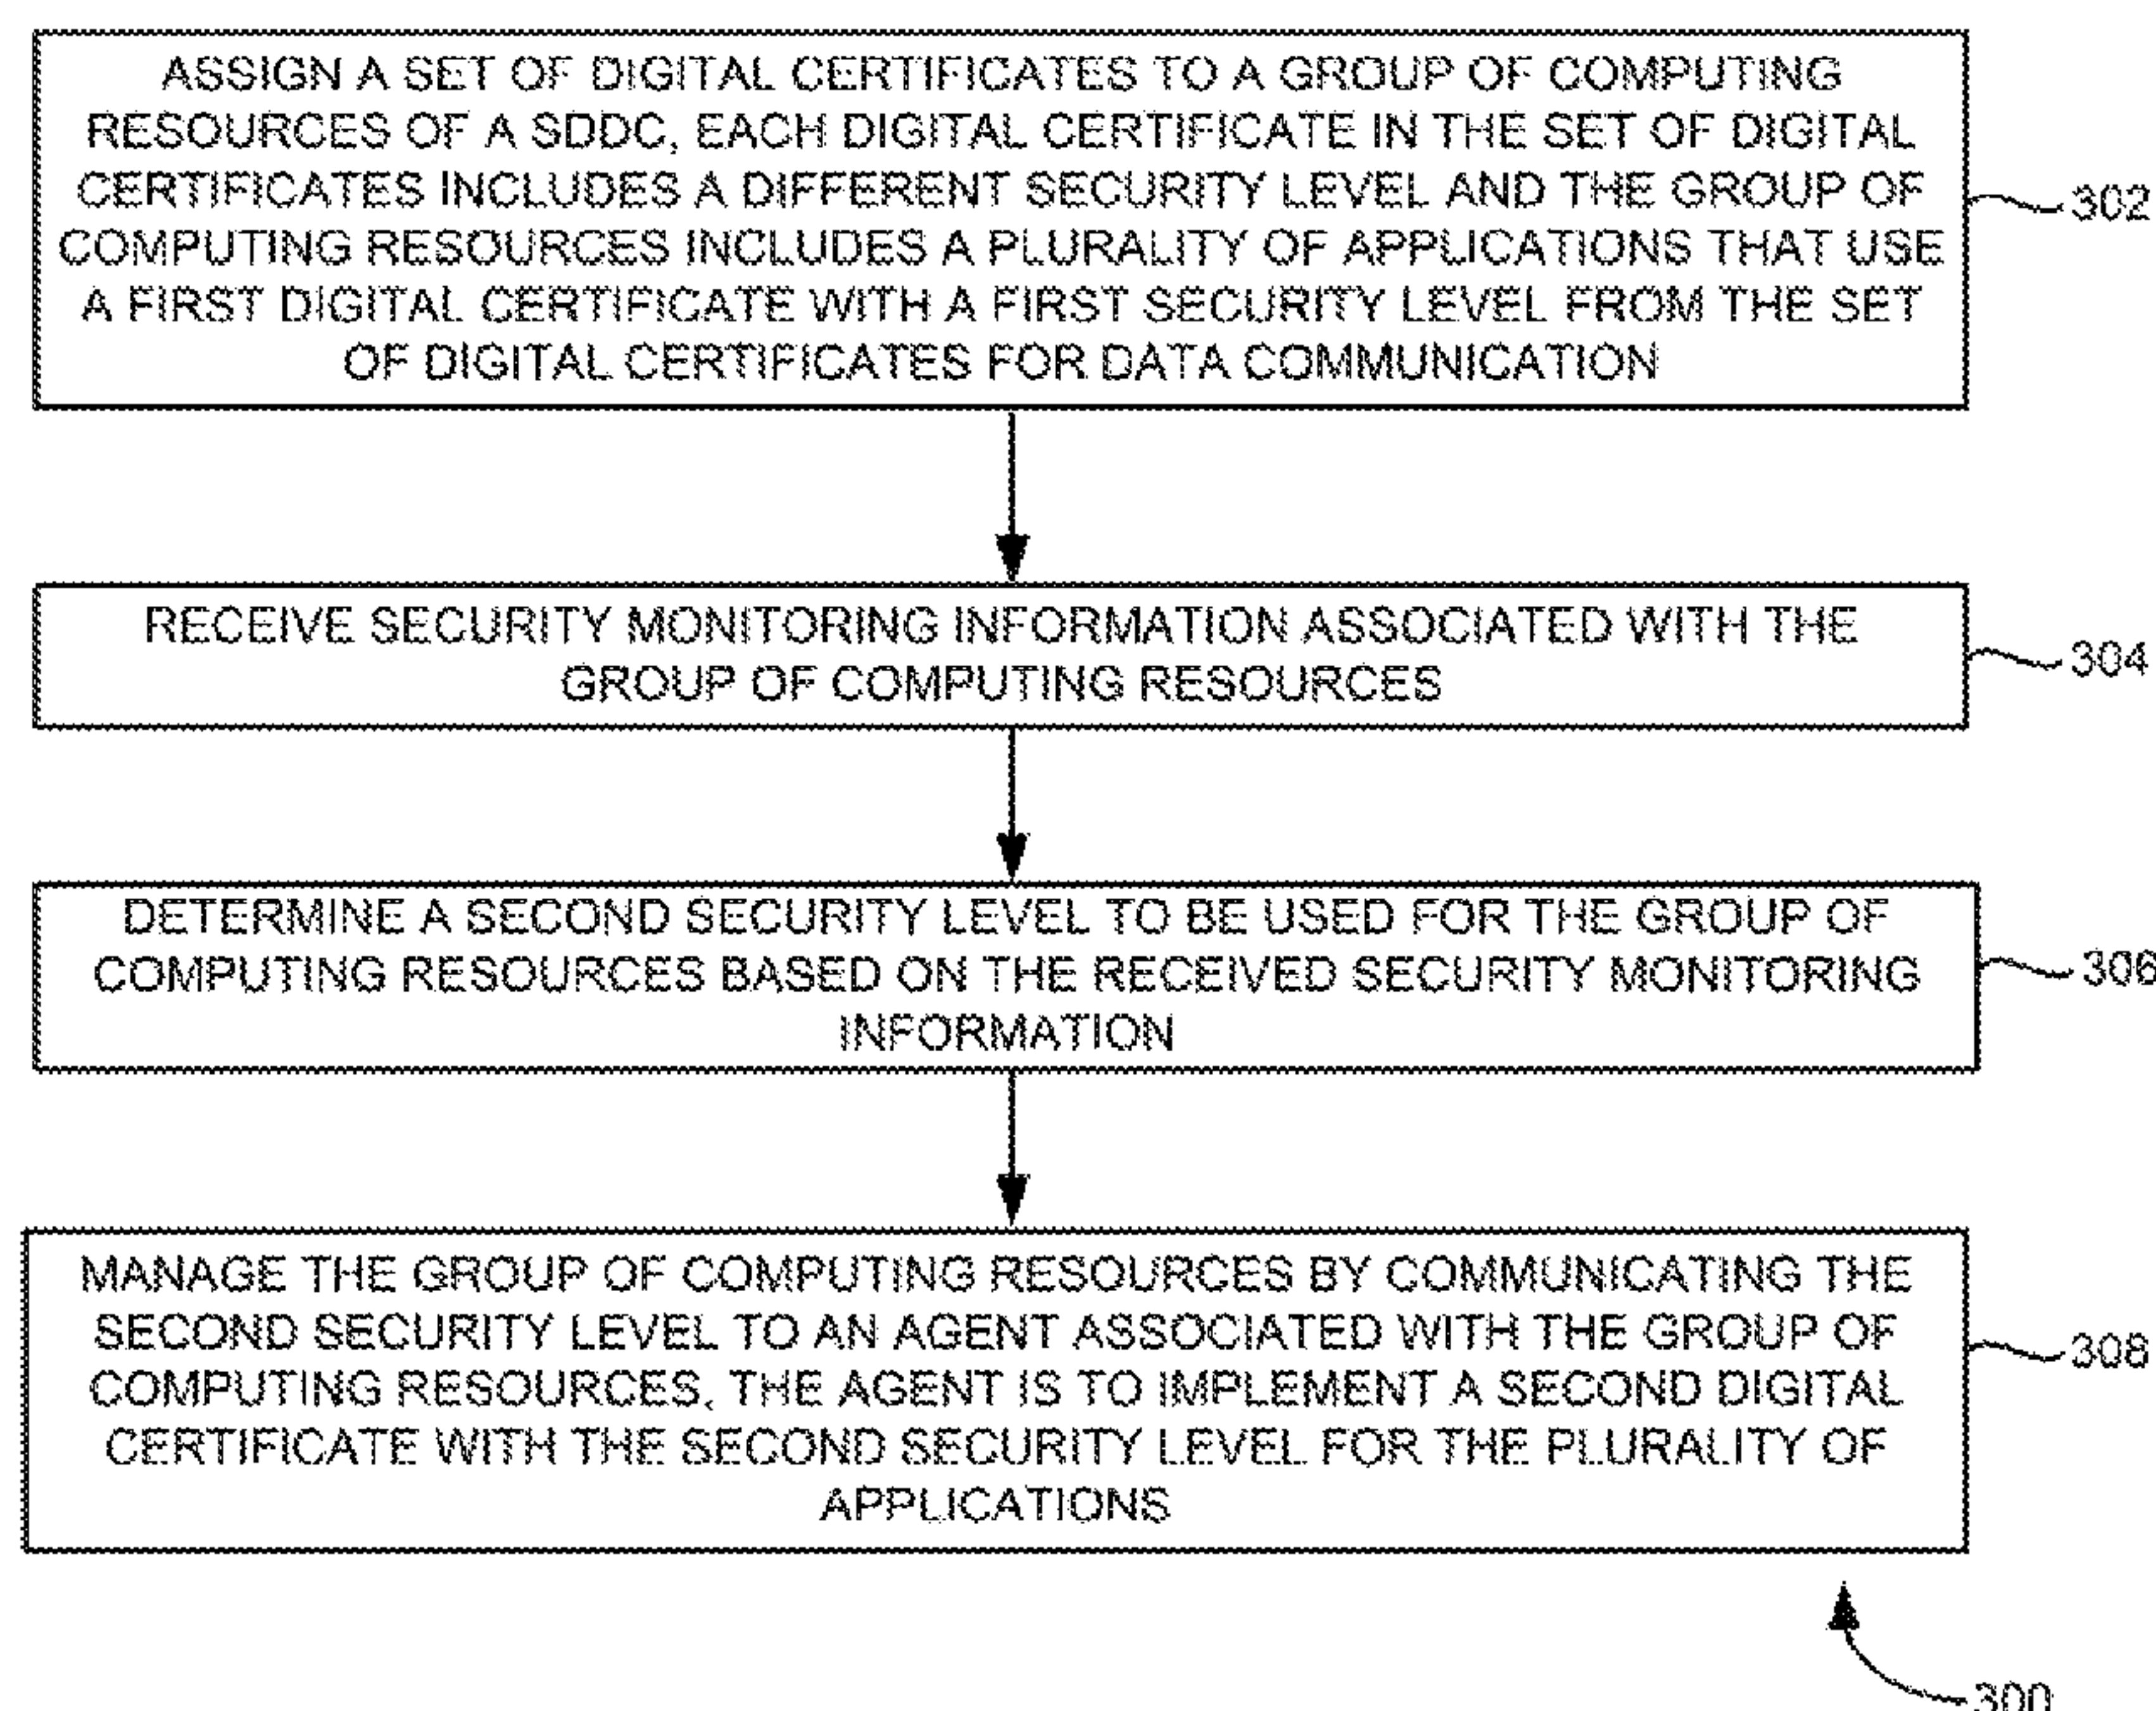 ASSIGN A SET OF DIGITAL CERTIFICATES TO A GROUP OF COMPUTING
RESOURCES OF A SDDC, EACH DIGITAL CERTIFICATE IN THE SET OF DIGITAL
CERTIFICATES INCLUDES A DIFFERENT SECURITY LEVEL AND THE GROUP OF
COMPUTING RESOURCES INCLUDES A PLURALITY OF APPLICATIONS THAT USE
A FIRST DIGITAL CERTIFICATE WITH A FIRST SECURITY LEVEL FROM THE SET
OF DIGITAL CERTIFICATES FOR DATA COMMUNICATION
302
RECEIVE SECURITY MONITORING INFORMATION ASSOCIATED WITH THE
GROUP OF COMPUTING RESOURCES
304
DETERMINE A SECOND SECURITY LEVEL TO BE USED FOR THE GROUP OF
COMPUTING RESOURCES BASED ON THE RECEIVED SECURITY MONITORING
INFORMATION
306
MANAGE THE GROUP OF COMPUTING RESOURCES BY COMMUNICATING THE
SECOND SECURITY LEVEL TO AN AGENT ASSOCIATED WITH THE GROUP OF
COMPUTING RESOURCES, THE AGENT IS TO IMPLEMENT A SECOND DIGITAL
CERTIFICATE WITH THE SECOND SECURITY LEVEL FOR THE PLURALITY OF
APPLICATIONS
308
300